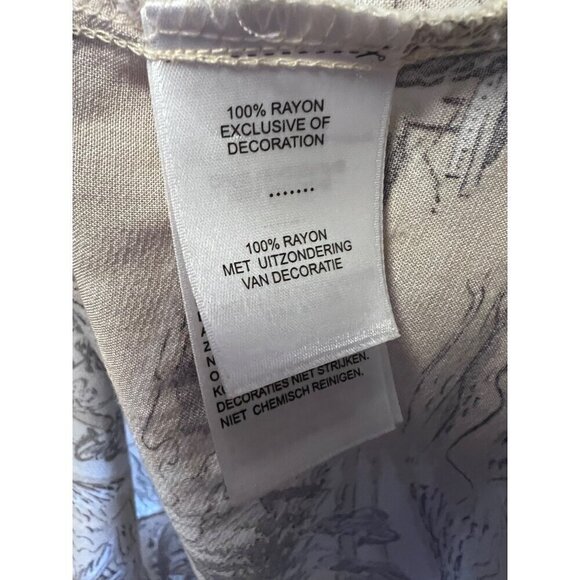 100% RAYON
EXCLUSIVE OF
DECORATION
.......
100% RAYON
MET UITZONDERING
VAN DECORATIE
DECORATIES NIET STRIJKEN.
NIET CHEMISCH REINIGEN.